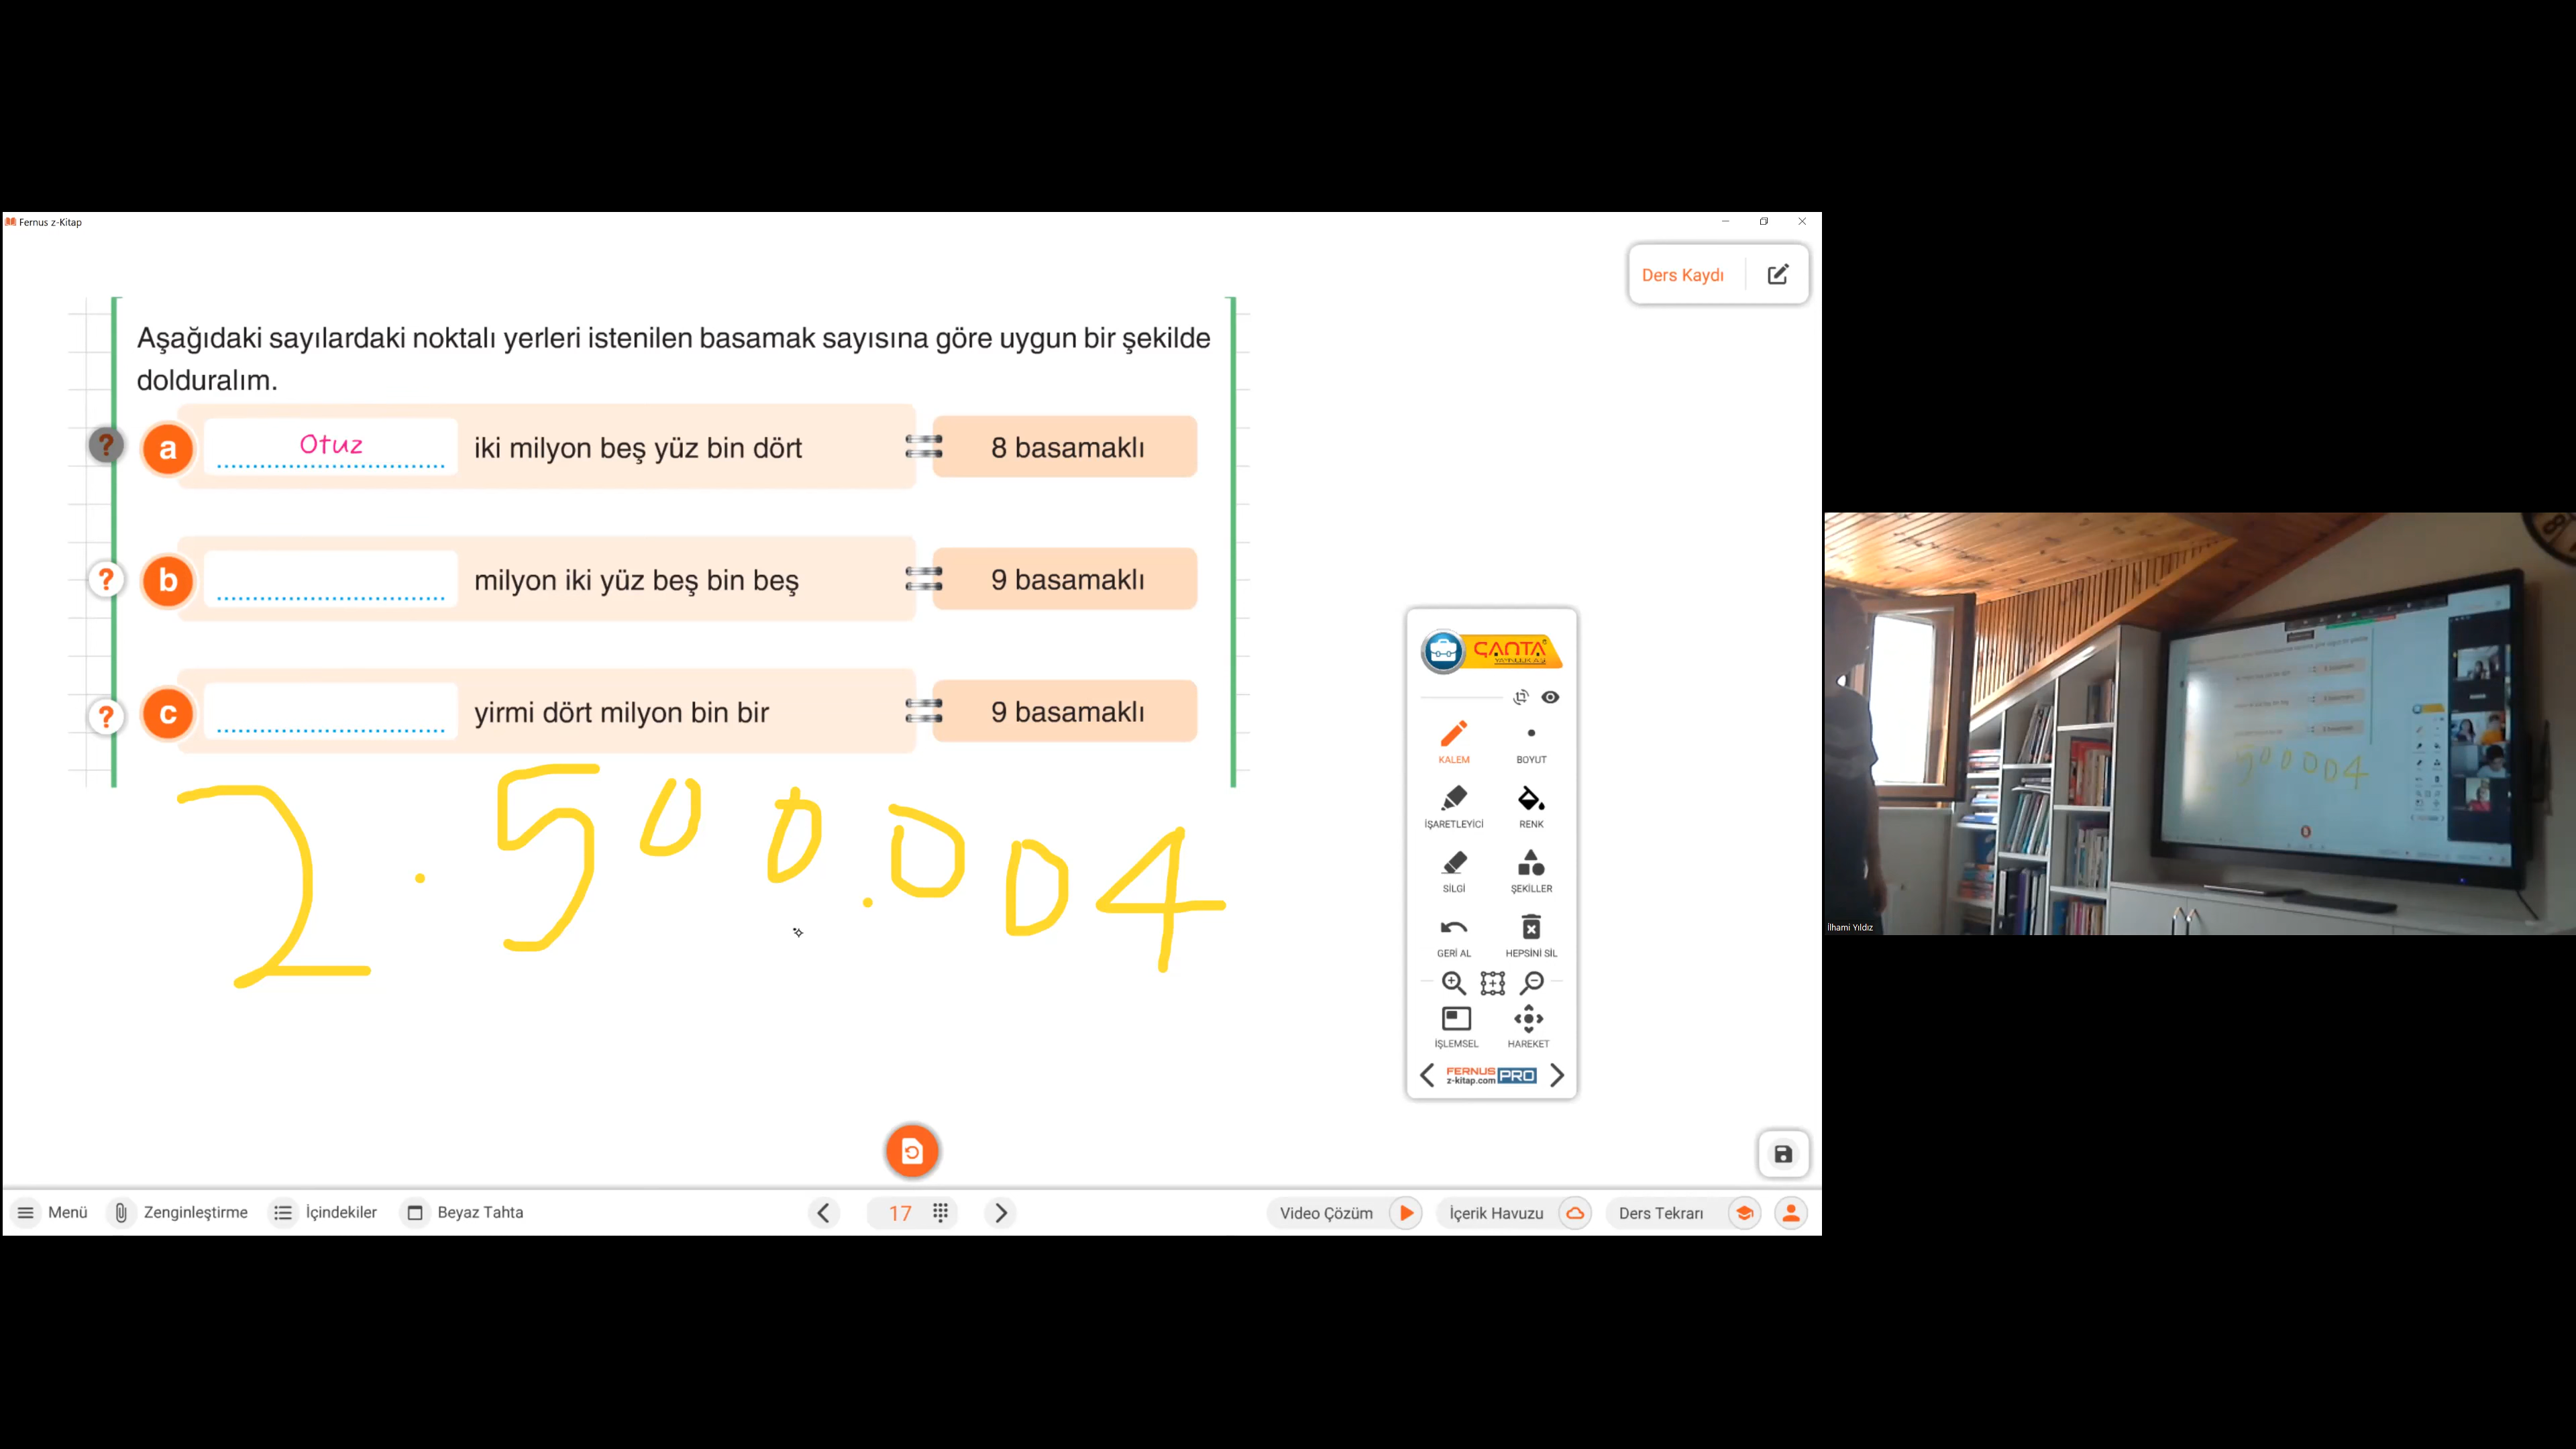 Fernus z-Kitap
Ders Kaydı
Aşağıdaki sayılardaki noktalı yerleri istenilen basamak sayısına göre uygun bir şekilde
dolduralım.
? a Otuz iki milyon beş yüz bin dört 8 basamaklı
? b milyon iki yüz beş bin beş 9 basamaklı
? c yirmi dört milyon bin bir 9 basamaklı
2.500.004
ÇANTA
YAYINCILIK A.Ş.
KALEM BOYUT
İŞARETLEYİCİ RENK
SİLGİ ŞEKİLLER
GERİ AL HEPSİNİ SİL
İŞLEMSEL HAREKET
FERNUS
z-kitap.com PRO
Menü Zenginleştirme İçindekiler Beyaz Tahta 17 Video Çözüm İçerik Havuzu Ders Tekrarı
500004
İlhami Yıldız